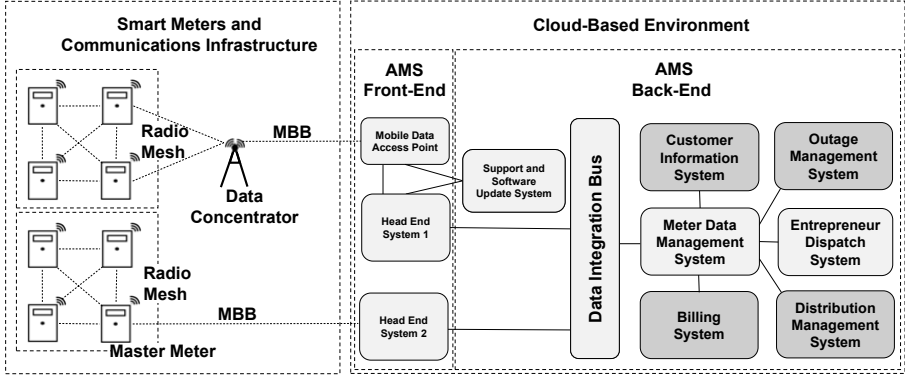 Smart Meters and
Communications Infrastructure
Radio
Mesh
MBB
Data
Concentrator
Radio
Mesh
MBB
Master Meter
Cloud-Based Environment
AMS
Front-End
Mobile Data
Access Point
Head End
System 1
Head End
System 2
AMS
Back-End
Support and
Software
Update System
Data Integration Bus
Customer
Information
System
Meter Data
Management
System
Billing
System
Outage
Management
System
Entrepreneur
Dispatch
System
Distribution
Management
System